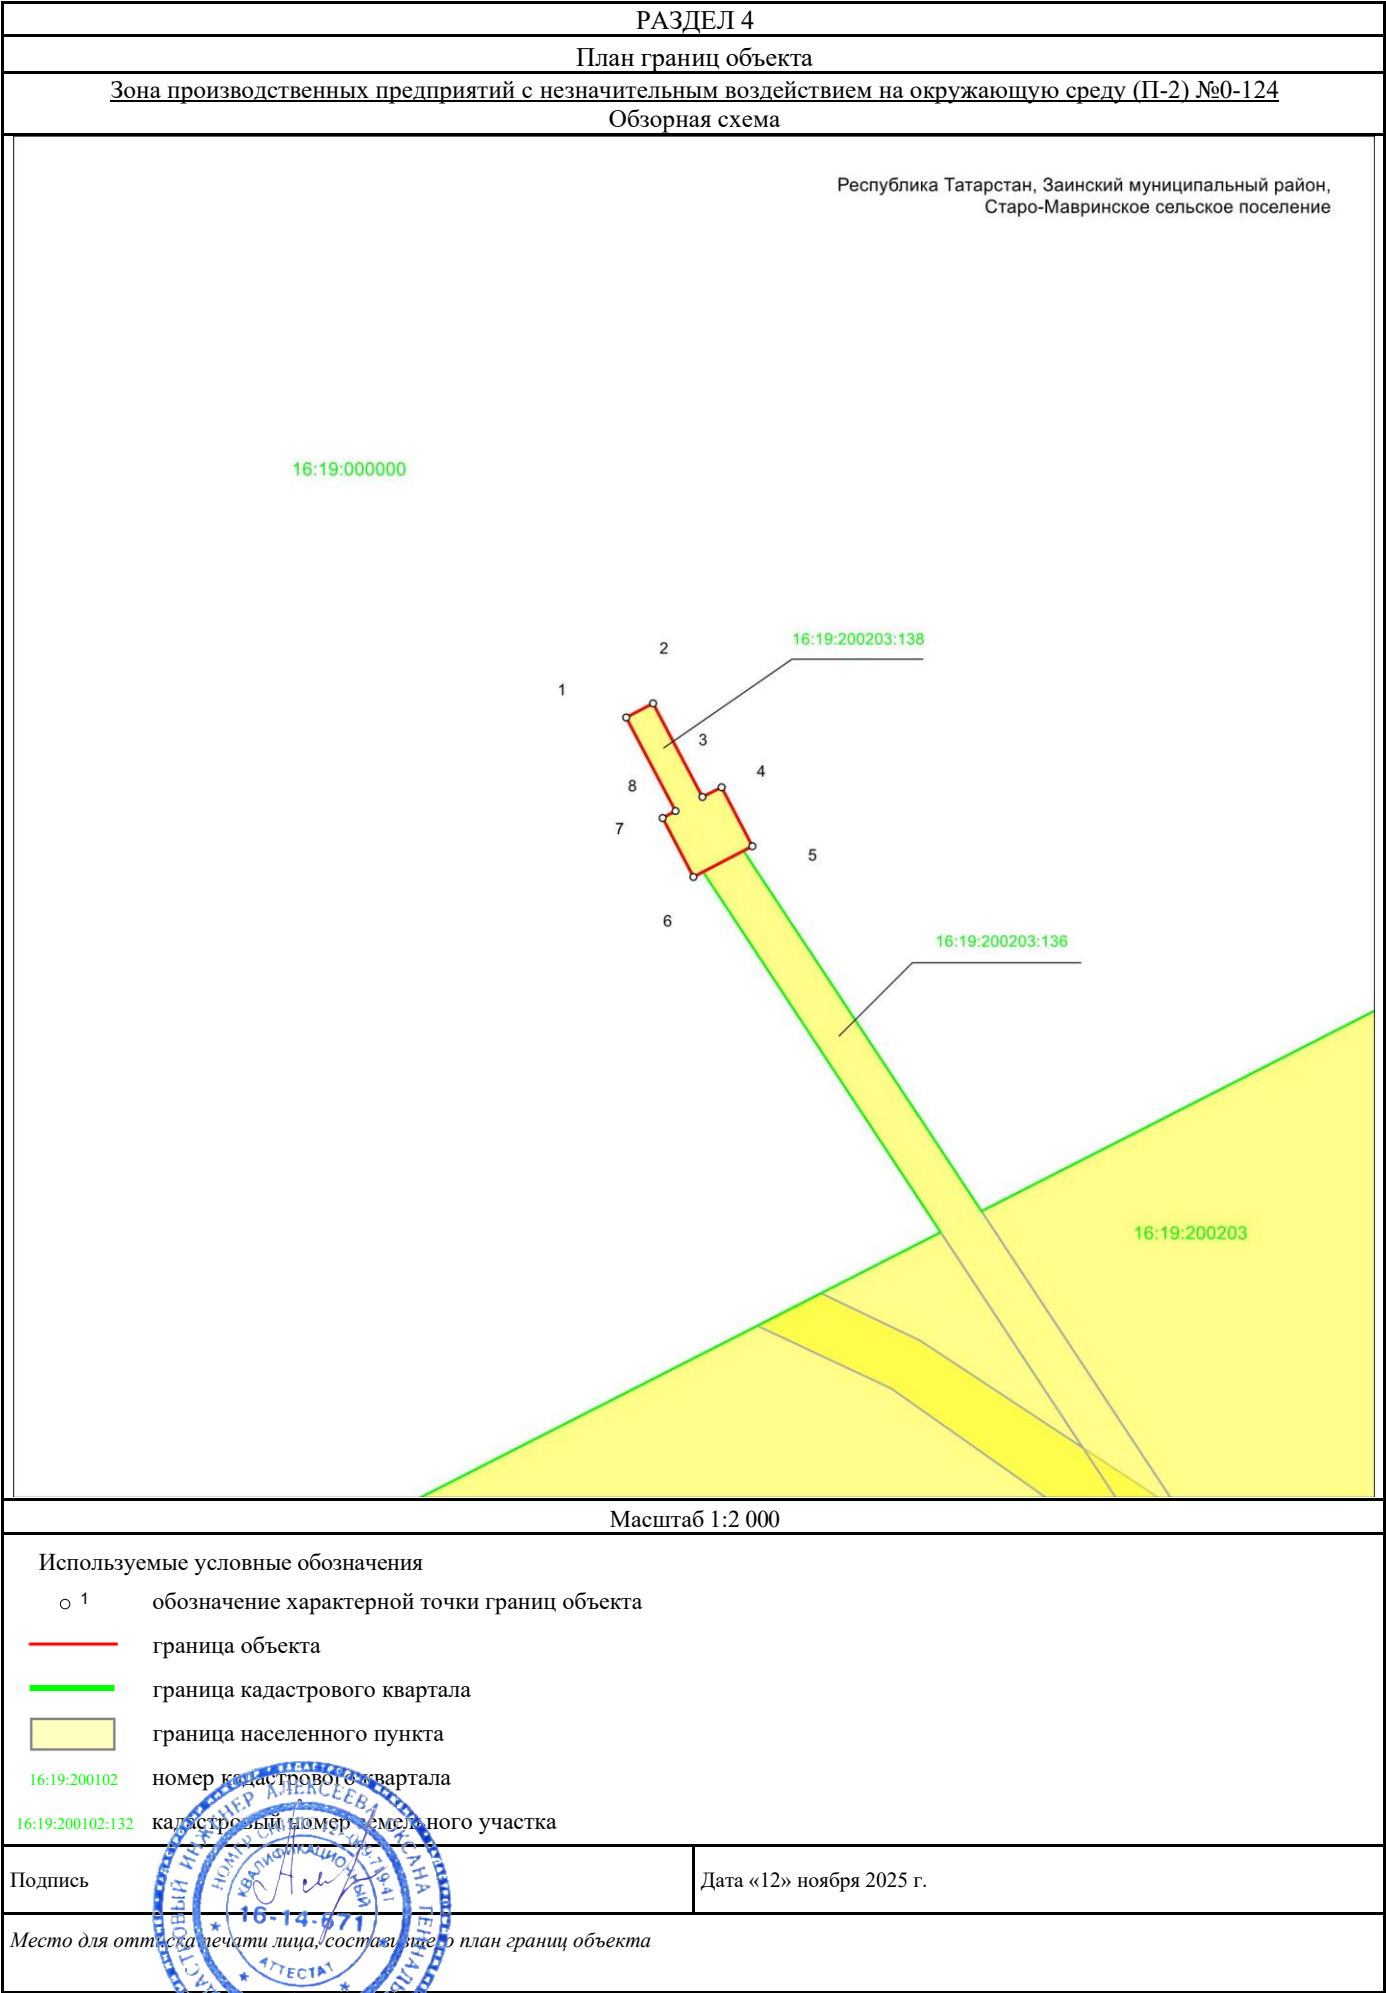 РАЗДЕЛ 4
План границ объекта
Зона производственных предприятий с незначительным воздействием на окружающую среду (П-2) №0-124
Обзорная схема
Республика Татарстан, Заинский муниципальный район,
Старо-Мавринское сельское поселение
16:19:000000
16:19:200203:138
2
1
3
4
8
7
5
6
16:19:200203:136
16:19:200203
Масштаб 1:2 000
Используемые условные обозначения
1 обозначение характерной точки границ объекта
граница объекта
граница кадастрового квартала
граница населенного пункта
16:19:200102 номер кадастрового квартала
16:19:200102:132 кадастровый номер земельного участка
Подпись
Дата «12» ноября 2025 г.
Место для оттиска печати лица, составившего план границ объекта
ИНЖЕНЕР АЛЕКСЕЕВА ОКСАНА
НОМЕР
КВАЛИФИКАЦИОННЫЙ
16-14-671
АТТЕСТАТ